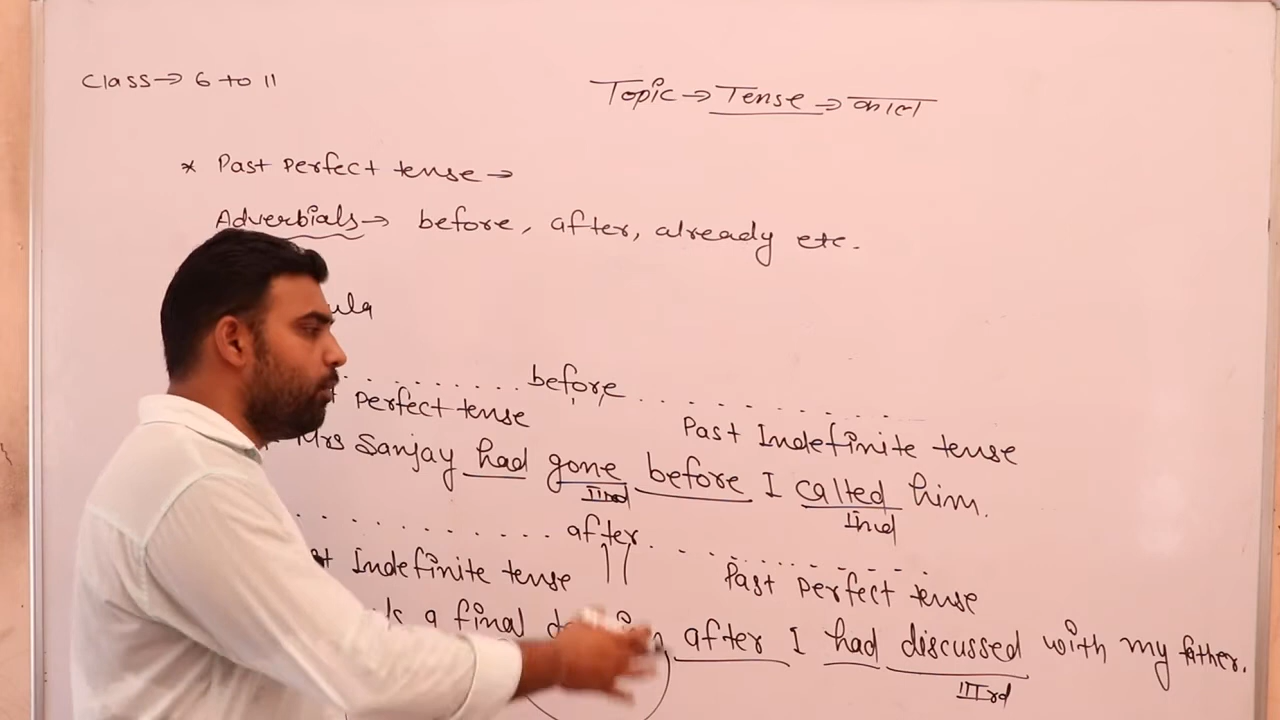 Class→ 6 to 11
Topic→ Tense → काल
* Past Perfect tense →
Adverbials→ before, after, already etc.
before
Perfect tense
Past Indefinite tense
Mrs Sanjay had gone before I called him.
IIIrd
IInd
after
Indefinite tense
Past Perfect tense
a final after I had discussed with my father.
IIIrd